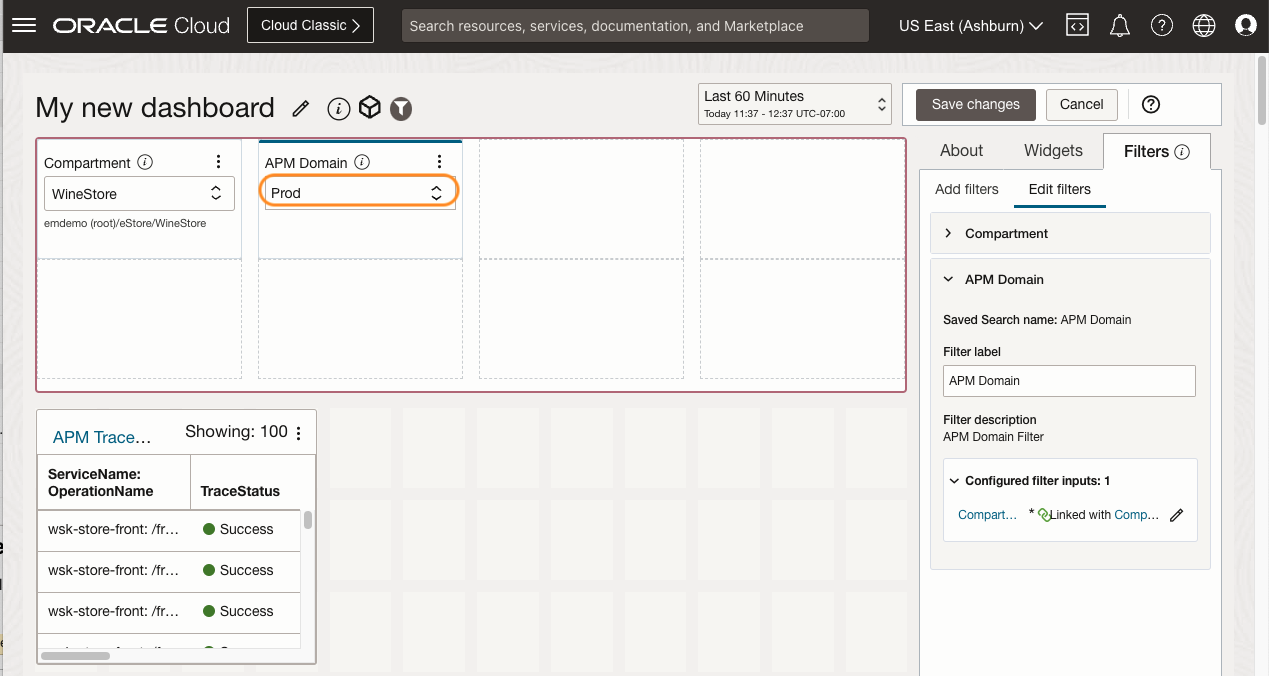 ORACLE Cloud
Cloud Classic
Search resources, services, documentation, and Marketplace
US East (Ashburn)
My new dashboard
Last 60 Minutes
Today 11:37 - 12:37 UTC-07:00
Save changes
Cancel
Compartment
WineStore
emdemo (root)/eStore/WineStore
APM Domain
Prod
About
Widgets
Filters
Add filters
Edit filters
Compartment
APM Domain
Saved Search name: APM Domain
Filter label
APM Domain
Filter description
APM Domain Filter
Configured filter inputs: 1
Compart... * Linked with Comp...
APM Trace...
Showing: 100
ServiceName:
OperationName
TraceStatus
wsk-store-front: /fr... Success
wsk-store-front: /fr... Success
wsk-store-front: /fr... Success